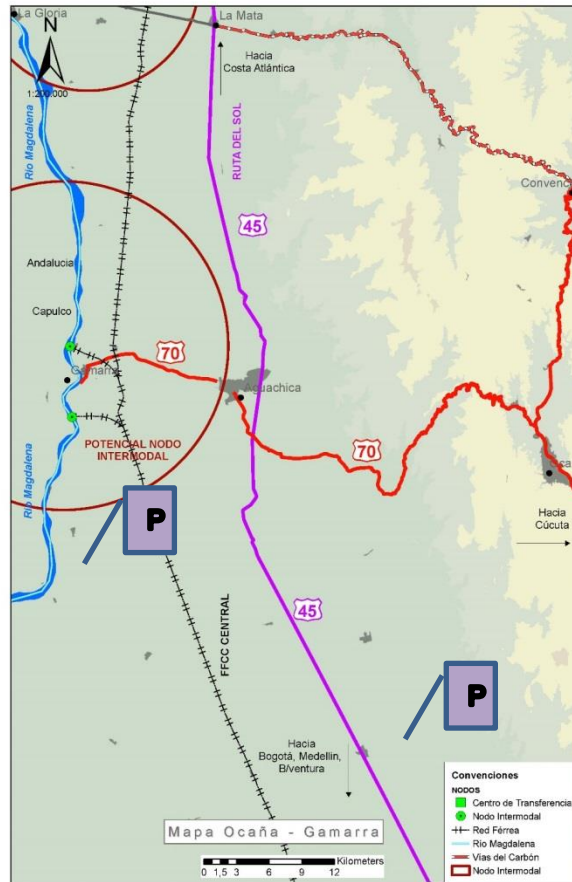 La Gloria
La Mata
N
1:200.000
Hacia
Costa Atlántica
Rio Magdalena
RUTA DEL SOL
Convenc
45
Andalucia
Capulco
70
Gamarra
Aguachica
POTENCIAL NODO
INTERMODAL
70
Oca
Rio Magdalena
Hacia
Cúcuta
P
FFCC CENTRAL
45
P
Hacia
Bogotá, Medellin,
B/ventura
Convenciones
NODOS
Centro de Transferencia
Nodo Intermodal
Red Férrea
Rio Magdalena
Vias del Carbón
Nodo Intermodal
Mapa Ocaña - Gamarra
Kilometers
0 1,5 3 6 9 12